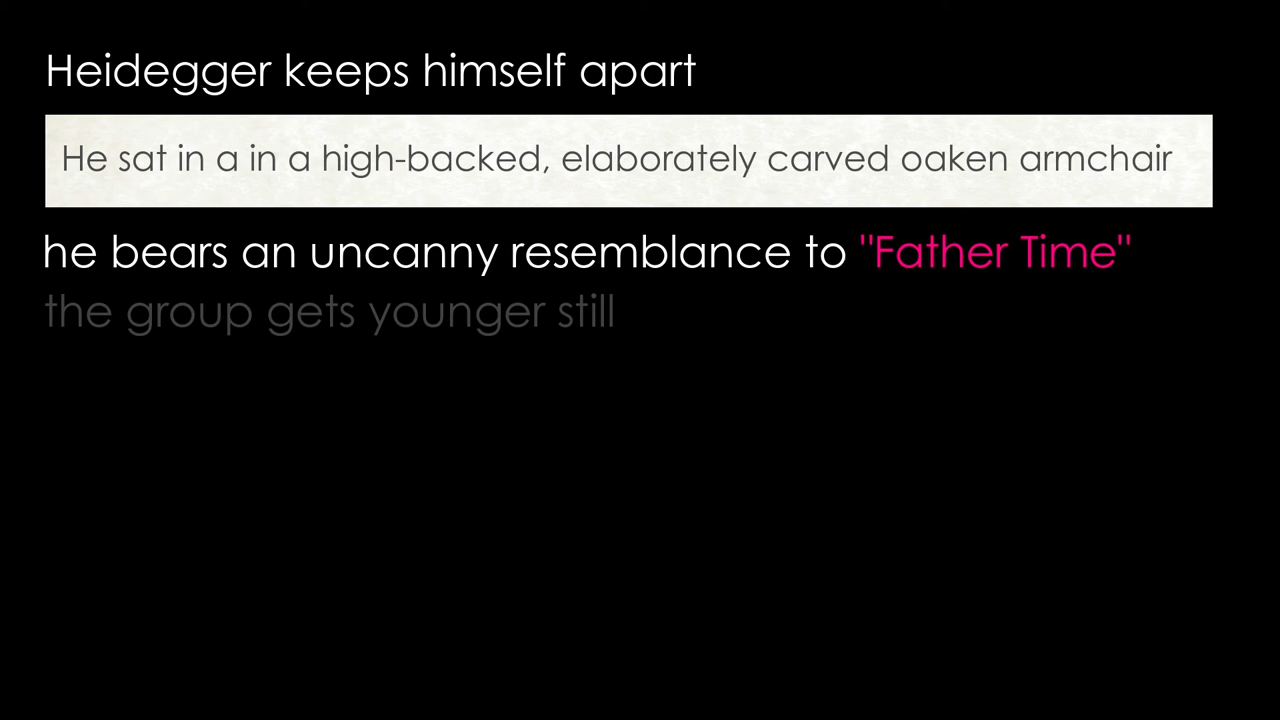 Heidegger keeps himself apart
He sat in a in a high-backed, elaborately carved oaken armchair
he bears an uncanny resemblance to "Father Time"
the group gets younger still